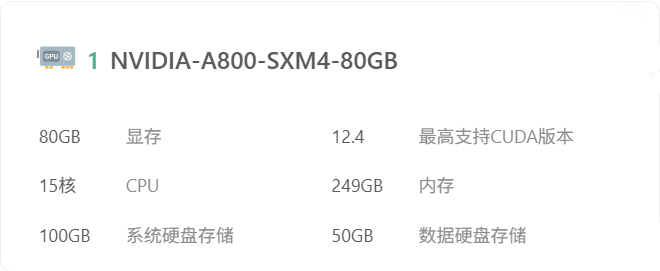 GPU 1 NVIDIA-A800-SXM4-80GB
80GB 显存 12.4 最高支持CUDA版本
15核 CPU 249GB 内存
100GB 系统硬盘存储 50GB 数据硬盘存储